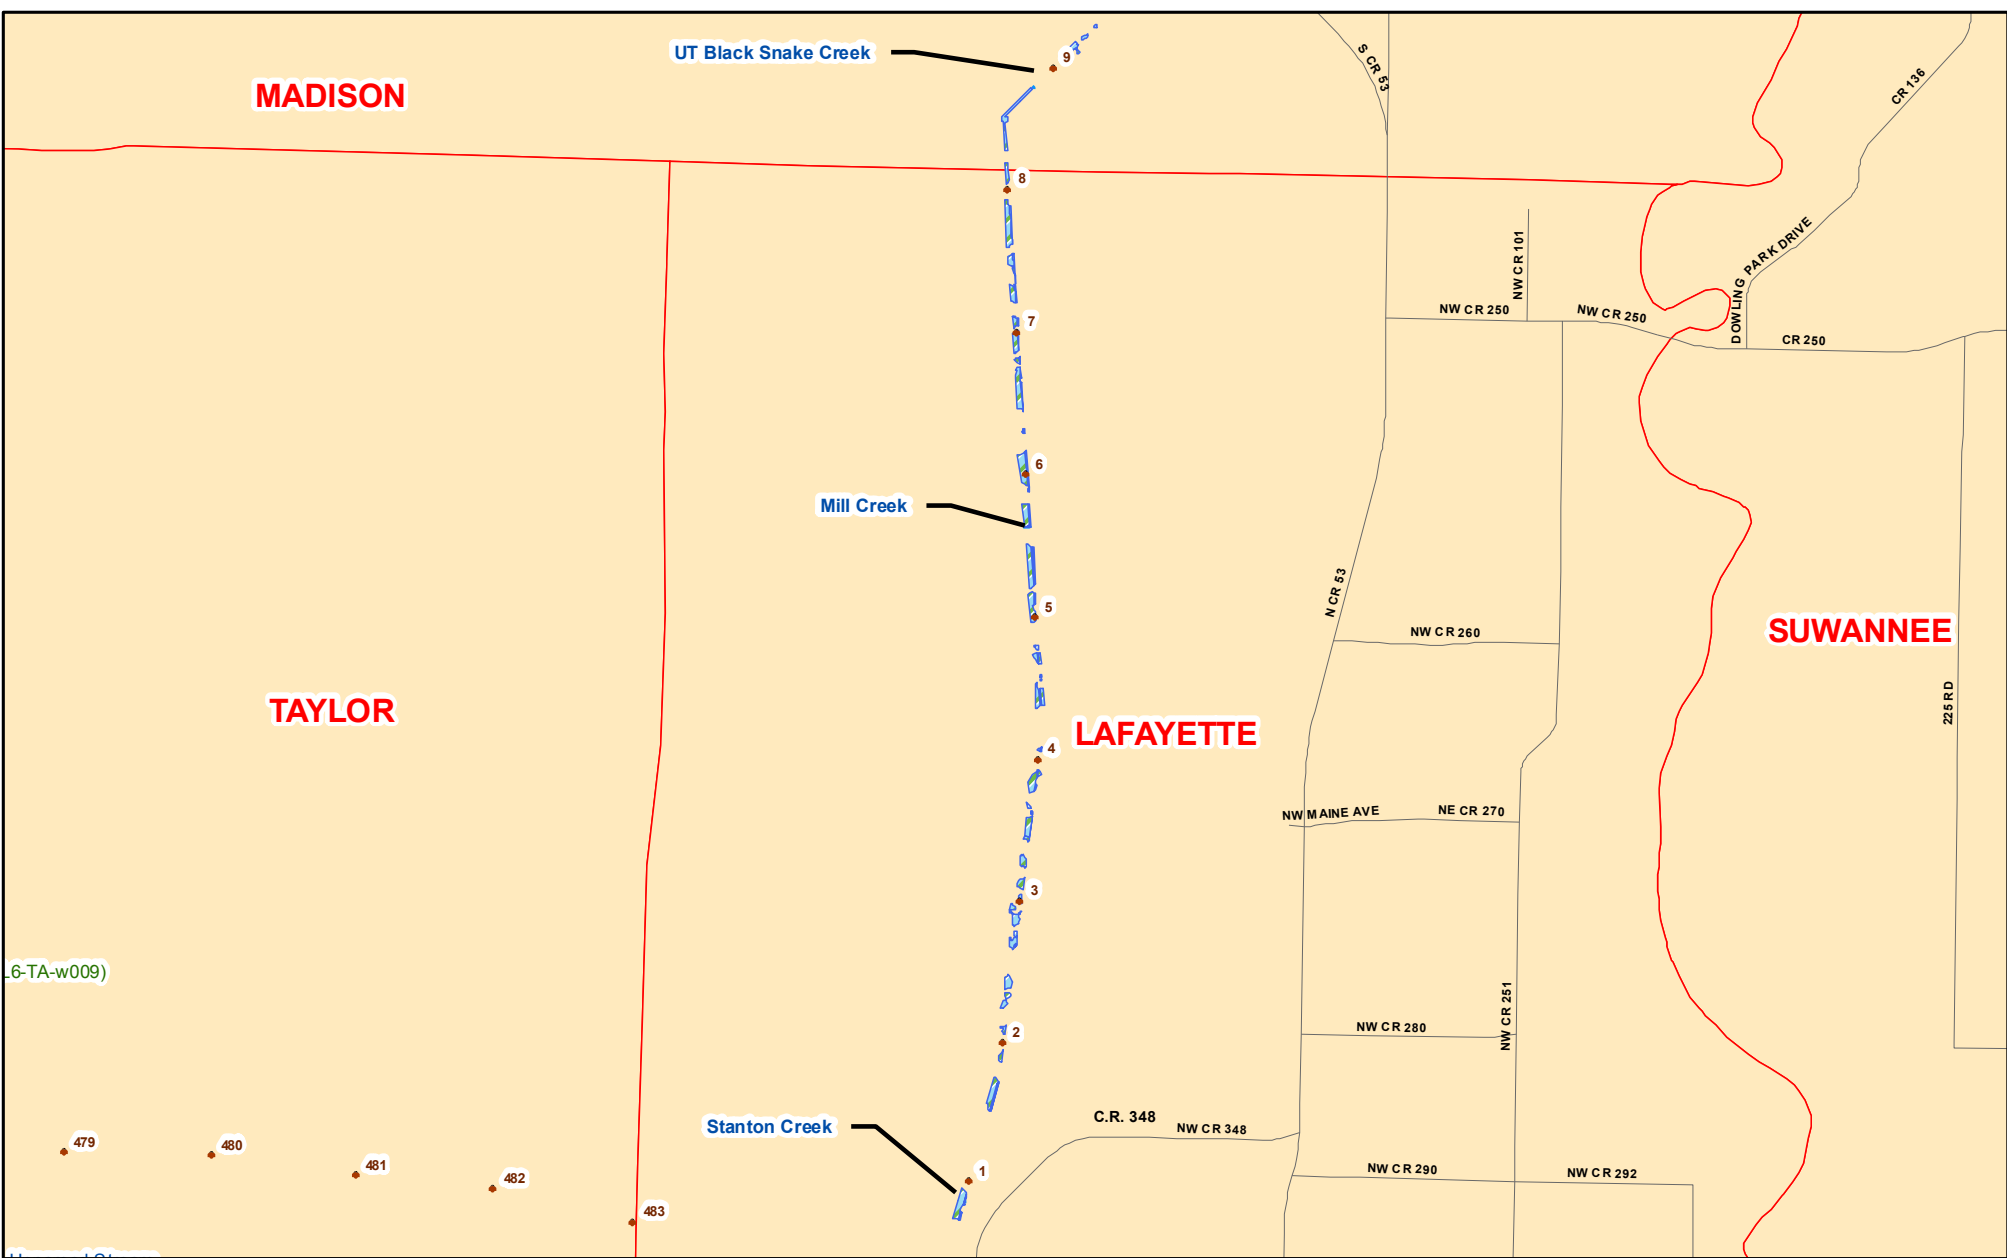 UT Black Snake Creek
9
S CR 53
MADISON
CR 136
8
NW CR 101
DOWLING PARK DRIVE
NW CR 250
NW CR 250
7
CR 250
6
Mill Creek
N CR 53
5
NW CR 260
SUWANNEE
225 RD
TAYLOR
LAFAYETTE
4
NW MAINE AVE
NE CR 270
3
L6-TA-w009)
NW CR 251
2
NW CR 280
Stanton Creek
C.R. 348
NW CR 348
479
480
481
482
483
1
NW CR 290
NW CR 292